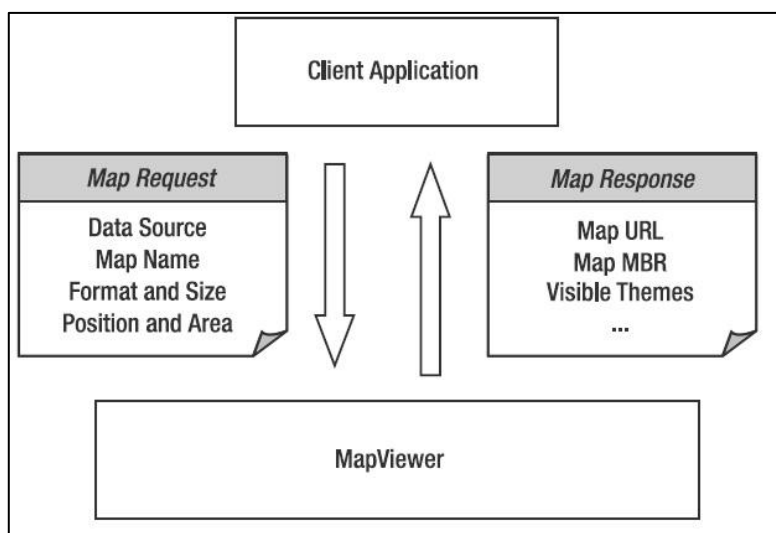 Client Application
Map Request
Data Source
Map Name
Format and Size
Position and Area
Map Response
Map URL
Map MBR
Visible Themes
...
MapViewer